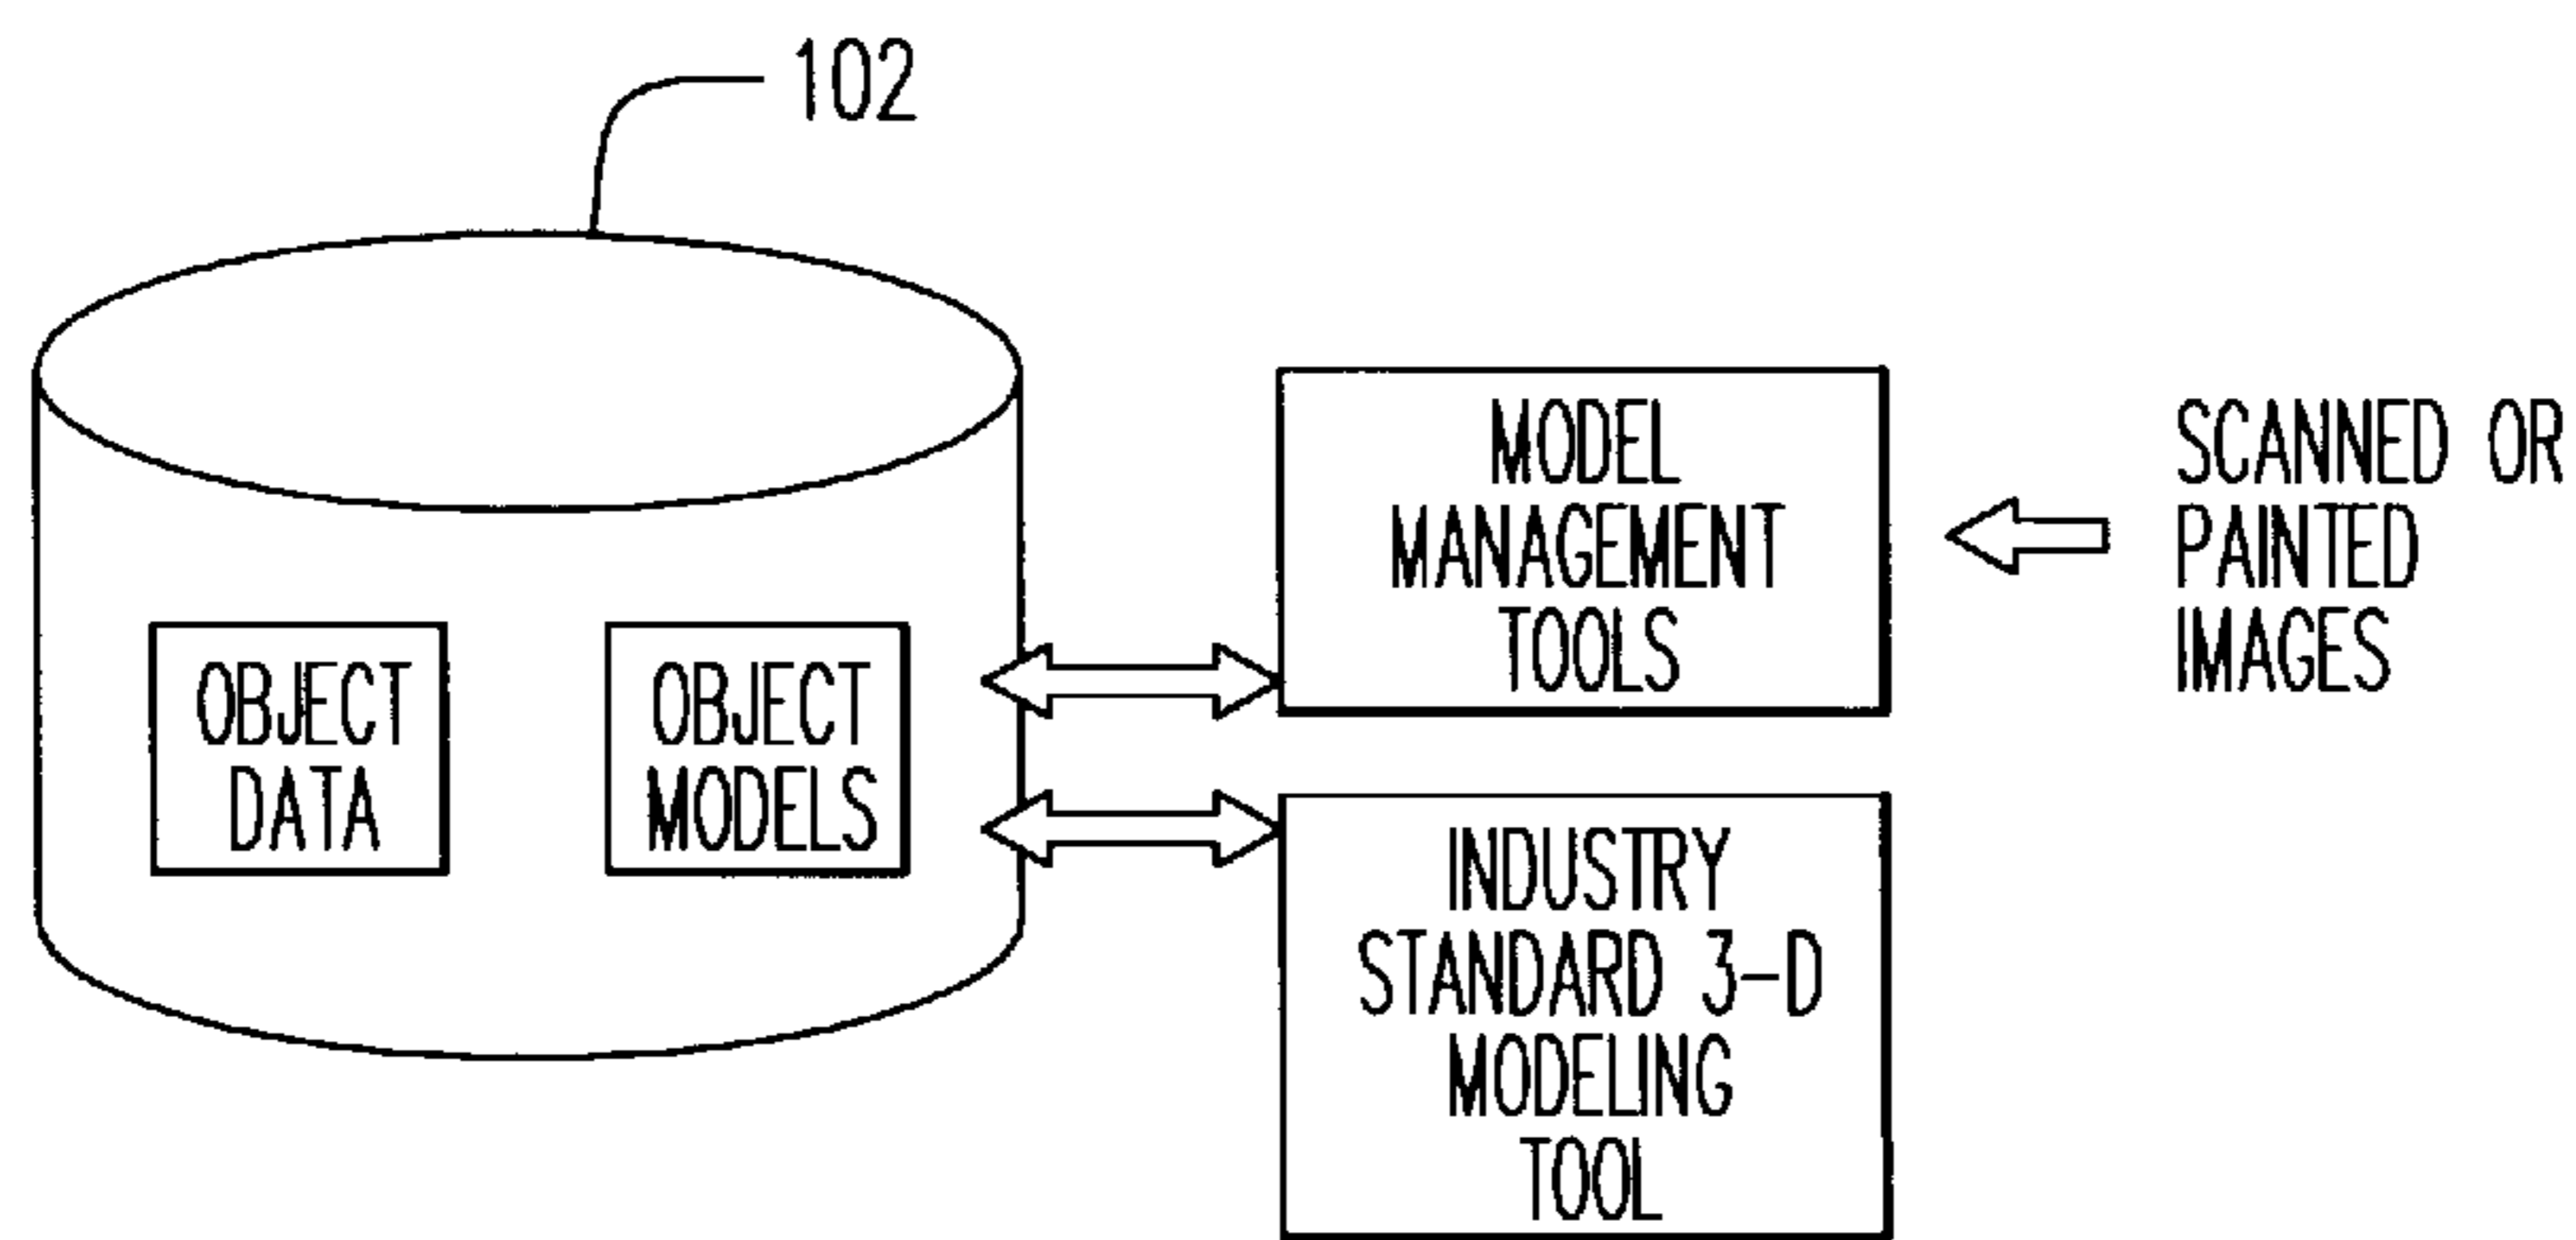 102
OBJECT
DATA
OBJECT
MODELS
MODEL
MANAGEMENT
TOOLS
SCANNED OR
PAINTED
IMAGES
INDUSTRY
STANDARD 3-D
MODELING
TOOL